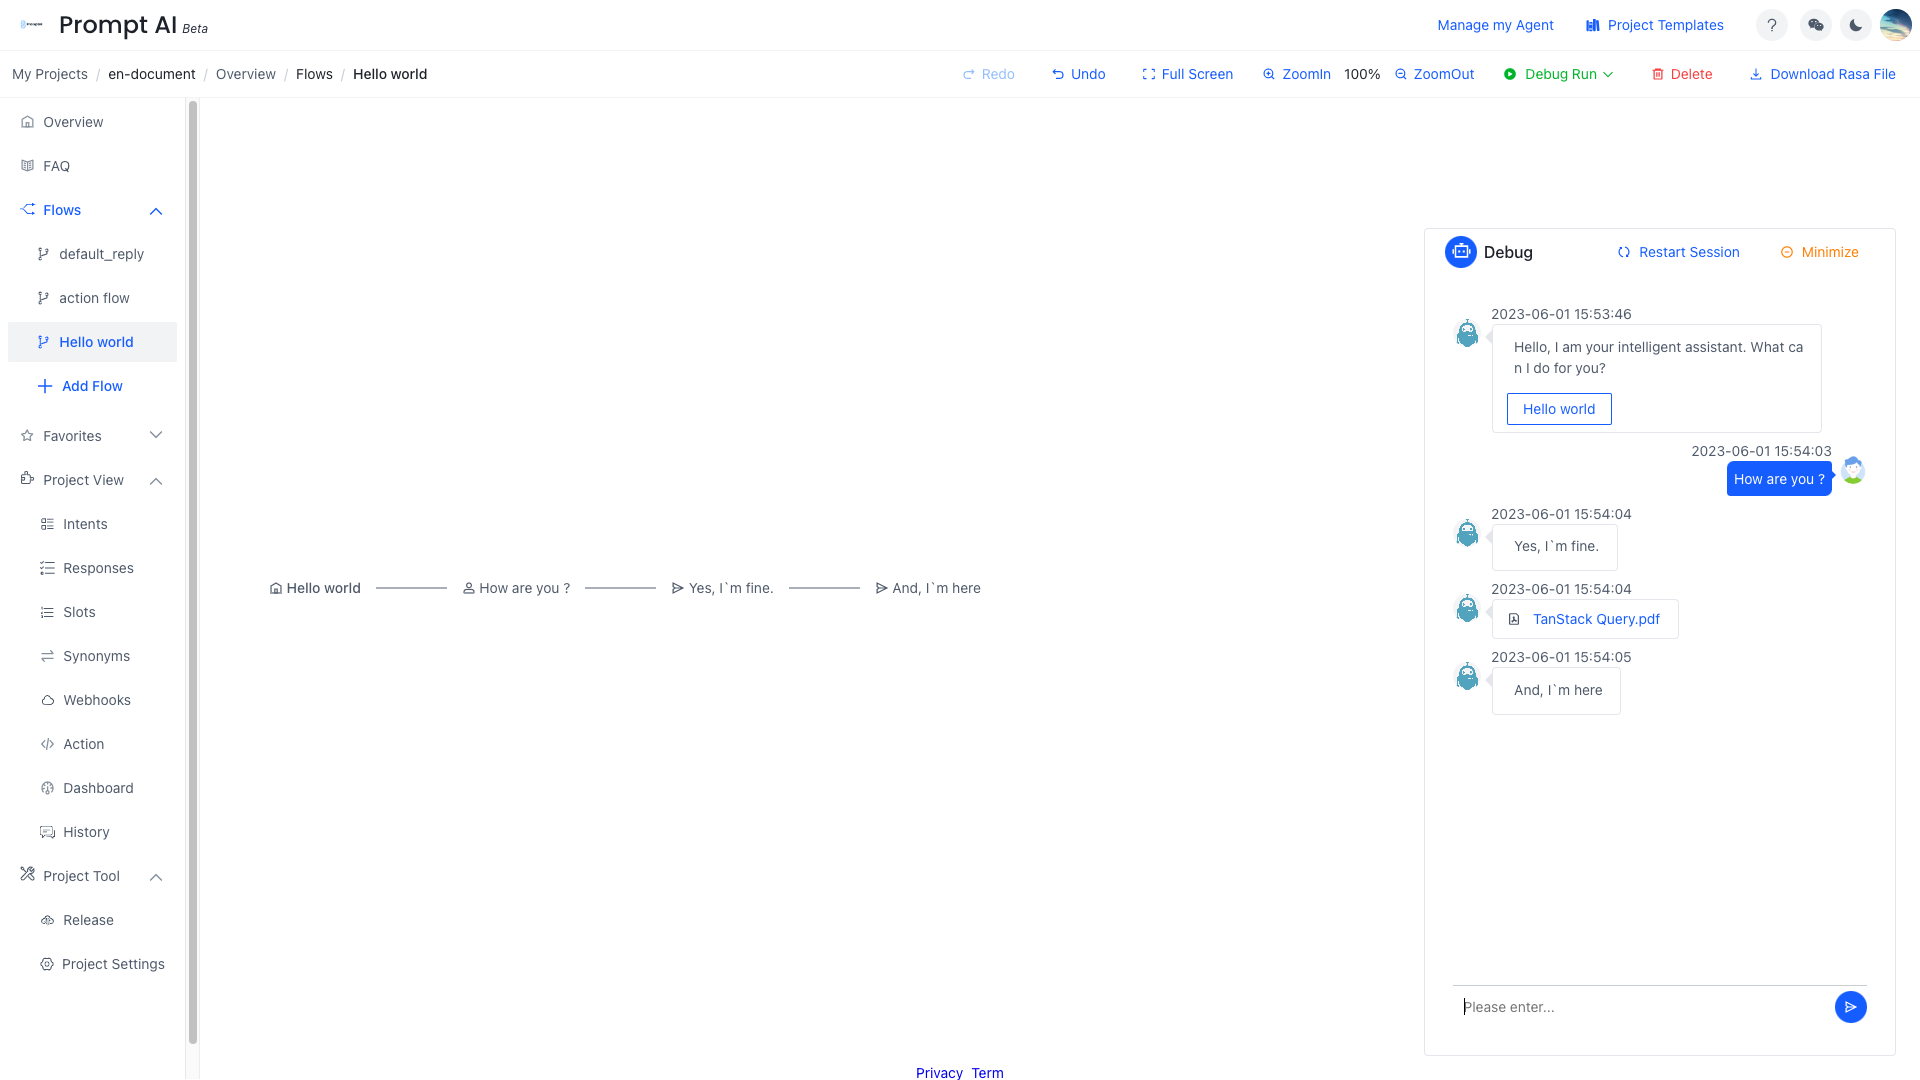 Prompt AI Beta
Manage my Agent
Project Templates
?
My Projects / en-document / Overview / Flows / Hello world
Redo
Undo
Full Screen
ZoomIn
100%
ZoomOut
Debug Run
Delete
Download Rasa File
Overview
FAQ
Flows
default_reply
action flow
Hello world
Add Flow
Favorites
Project View
Intents
Responses
Slots
Synonyms
Webhooks
Action
Dashboard
History
Project Tool
Release
Project Settings
Hello world
How are you ?
Yes, I`m fine.
And, I`m here
Debug
Restart Session
Minimize
2023-06-01 15:53:46
Hello, I am your intelligent assistant. What ca
n I do for you?
Hello world
2023-06-01 15:54:03
How are you ?
2023-06-01 15:54:04
Yes, I`m fine.
2023-06-01 15:54:04
TanStack Query.pdf
2023-06-01 15:54:05
And, I`m here
Please enter...
Privacy Term